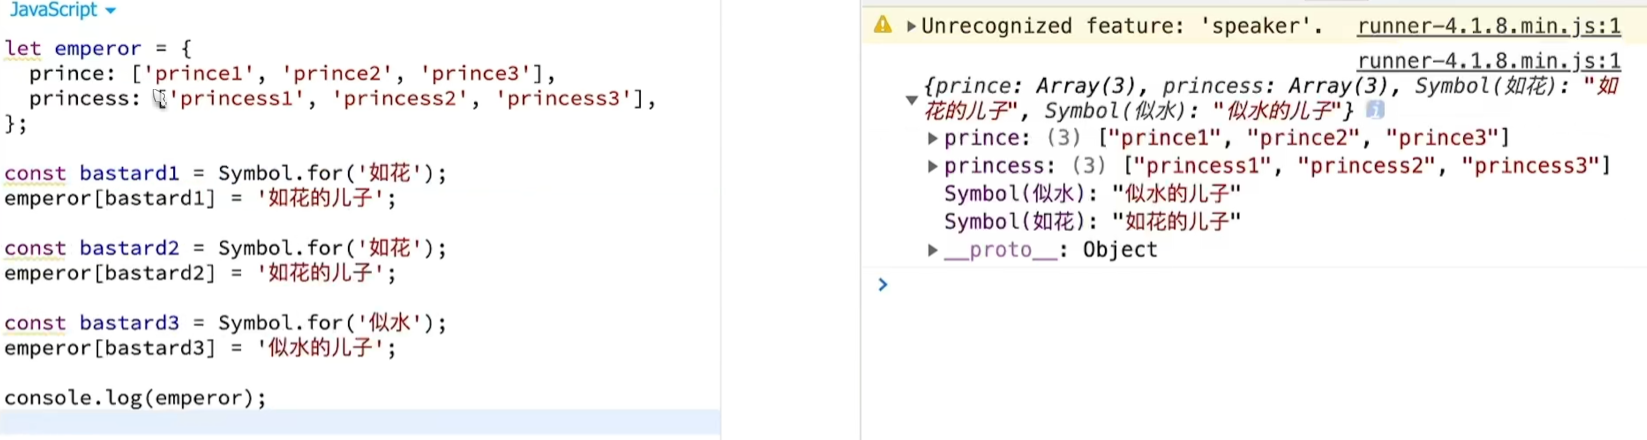 JavaScript
let emperor = {
prince: ['prince1', 'prince2', 'prince3'],
princess: ['princess1', 'princess2', 'princess3'],
};
const bastard1 = Symbol.for('如花');
emperor[bastard1] = '如花的儿子';
const bastard2 = Symbol.for('如花');
emperor[bastard2] = '如花的儿子';
const bastard3 = Symbol.for('似水');
emperor[bastard3] = '似水的儿子';
console.log(emperor);
Unrecognized feature: 'speaker'. runner-4.1.8.min.js:1
runner-4.1.8.min.js:1
{prince: Array(3), princess: Array(3), Symbol(如花): "如
花的儿子", Symbol(似水): "似水的儿子"} i
prince: (3) ["prince1", "prince2", "prince3"]
princess: (3) ["princess1", "princess2", "princess3"]
Symbol(似水): "似水的儿子"
Symbol(如花): "如花的儿子"
__proto__: Object